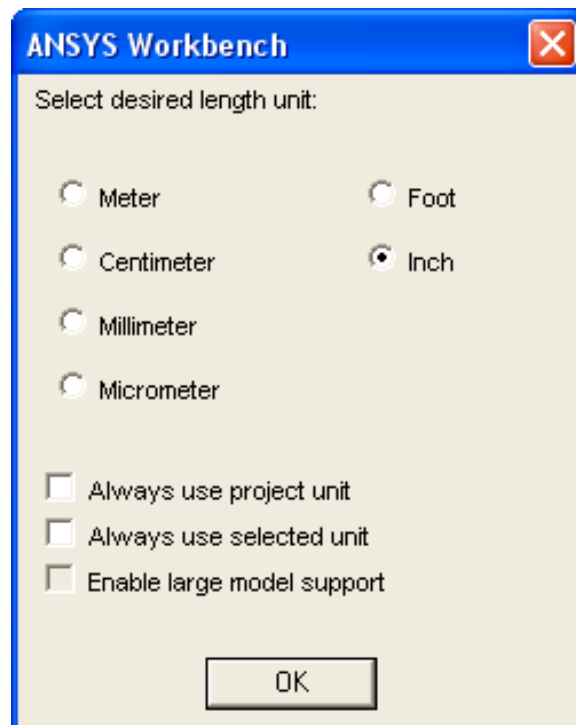 ANSYS Workbench
Select desired length unit:
Meter Foot
Centimeter Inch
Millimeter
Micrometer
Always use project unit
Always use selected unit
Enable large model support
OK